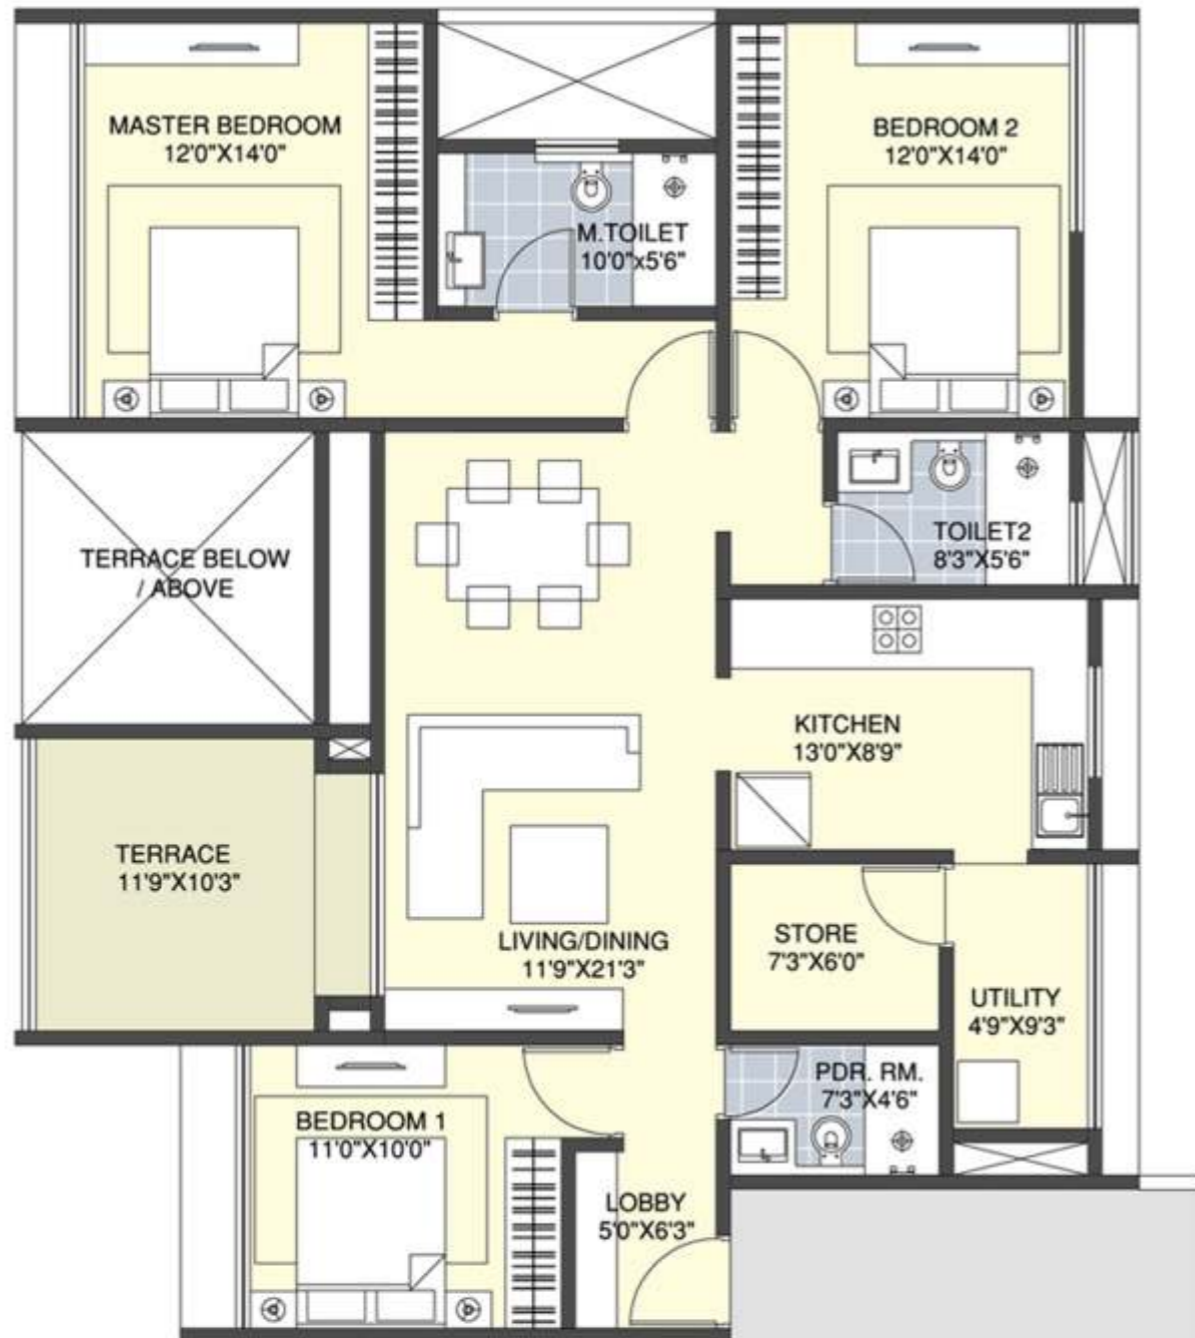 MASTER BEDROOM
12'0"X14'0"
BEDROOM 2
12'0"X14'0"
M.TOILET
10'0"x5'6"
TERRACE BELOW
/ ABOVE
TOILET2
8'3"X5'6"
KITCHEN
13'0"X8'9"
TERRACE
11'9"X10'3"
LIVING/DINING
11'9"X21'3"
STORE
7'3"X6'0"
UTILITY
4'9"X9'3"
PDR. RM.
7'3"X4'6"
BEDROOM 1
11'0"X10'0"
LOBBY
5'0"X6'3"